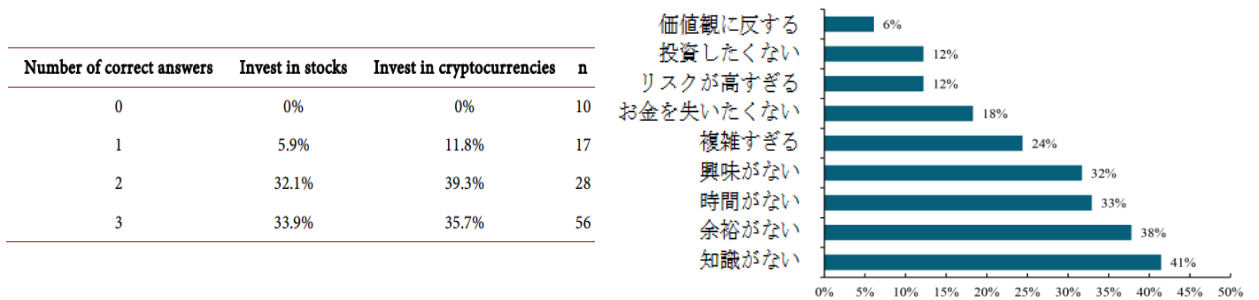 Number of correct answers Invest in stocks Invest in cryptocurrencies n
0 0% 0% 10
1 5.9% 11.8% 17
2 32.1% 39.3% 28
3 33.9% 35.7% 56
価値観に反する 6%
投資したくない 12%
リスクが高すぎる 12%
お金を失いたくない 18%
複雑すぎる 24%
興味がない 32%
時間がない 33%
余裕がない 38%
知識がない 41%
0% 5% 10% 15% 20% 25% 30% 35% 40% 45% 50%